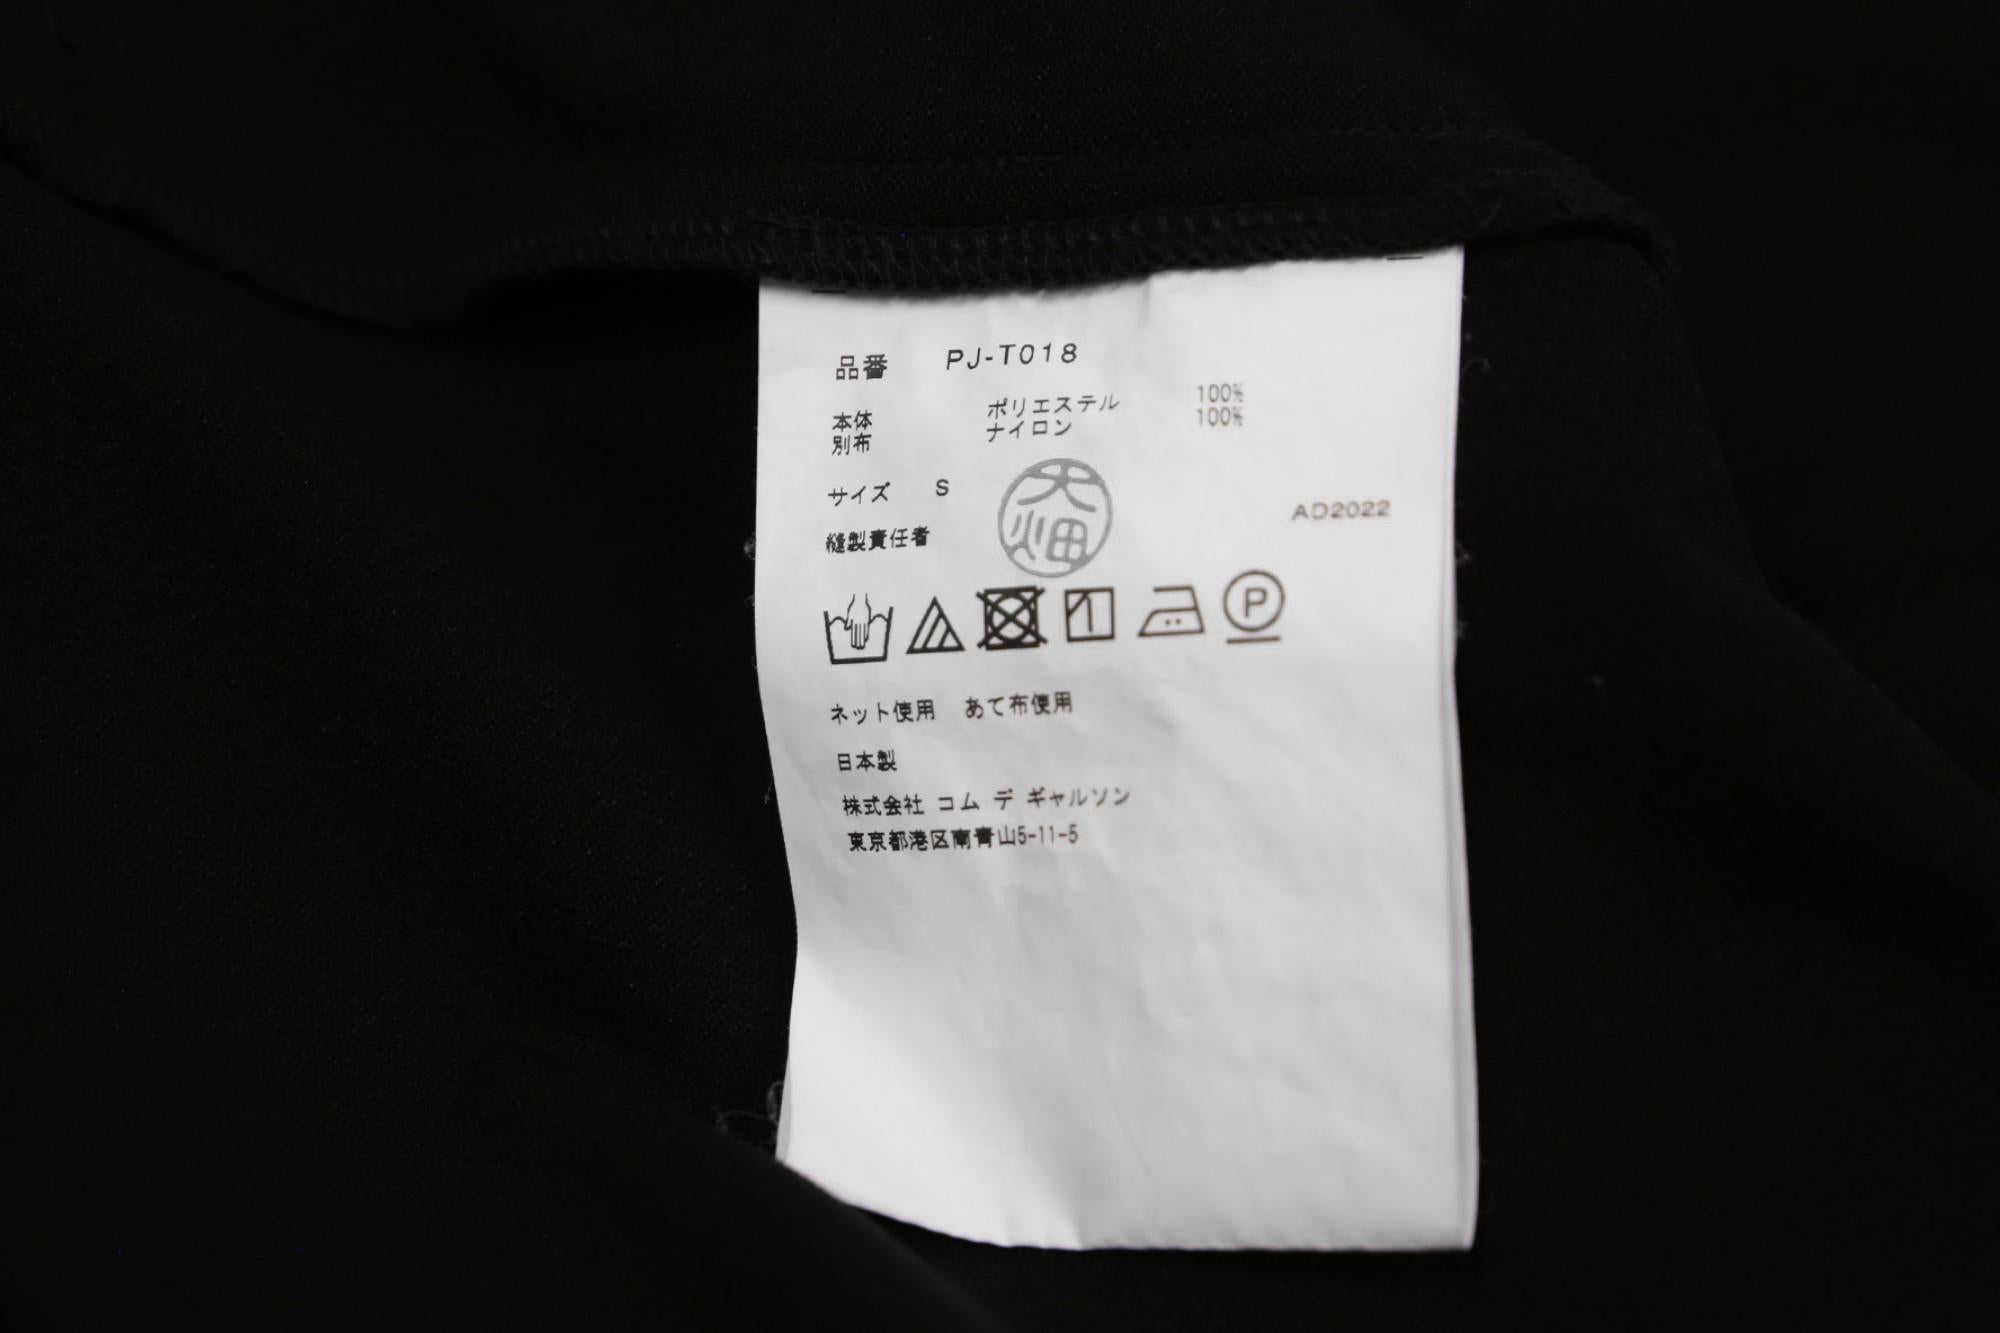 品番 PJ-T018
本体 ポリエステル 100%
別布 ナイロン 100%
サイズ S
AD2022
縫製責任者
P
ネット使用 あて布使用
日本製
株式会社 コム デ ギャルソン
東京都港区南青山5-11-5